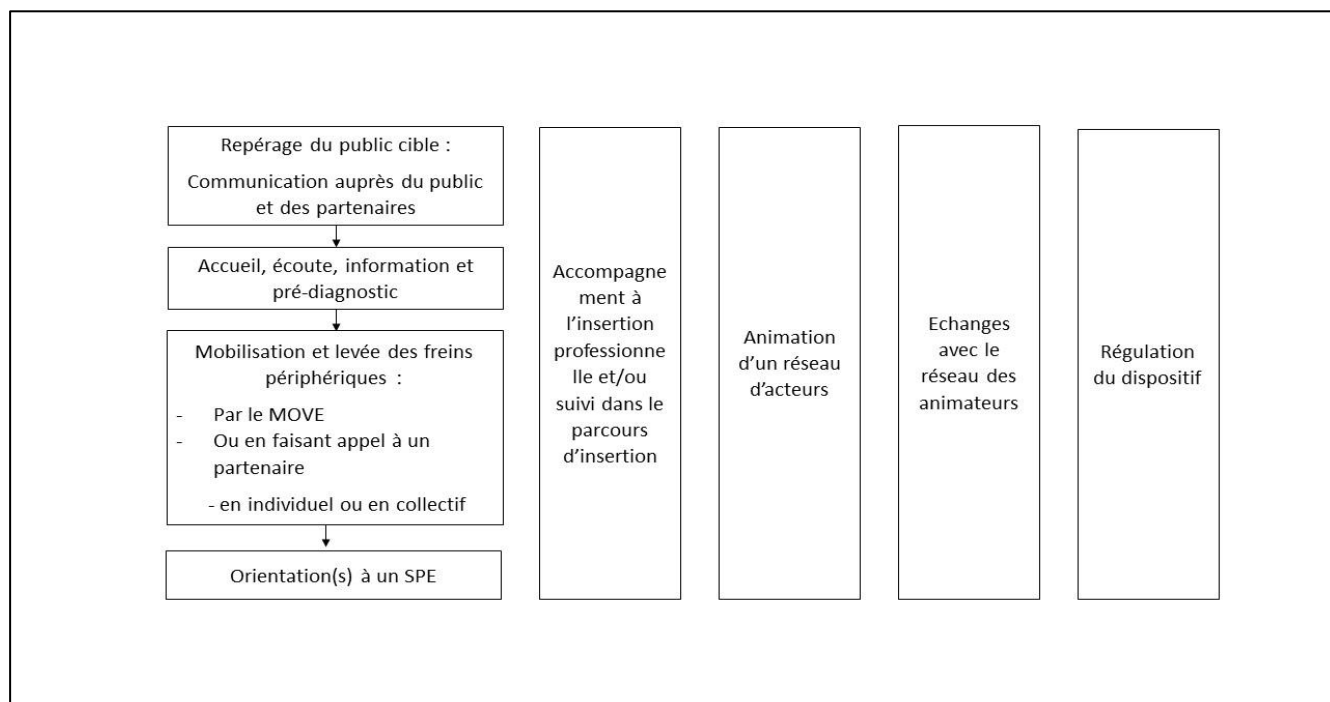 Repérage du public cible :
Communication auprès du public
et des partenaires
Accueil, écoute, information et
pré-diagnostic
Mobilisation et levée des freins
périphériques :
- Par le MOVE
- Ou en faisant appel à un
partenaire
- en individuel ou en collectif
Orientation(s) à un SPE
Accompagne
ment à
l’insertion
professionne
lle et/ou
suivi dans le
parcours
d’insertion
Animation
d’un réseau
d’acteurs
Echanges
avec le
réseau des
animateurs
Régulation
du dispositif